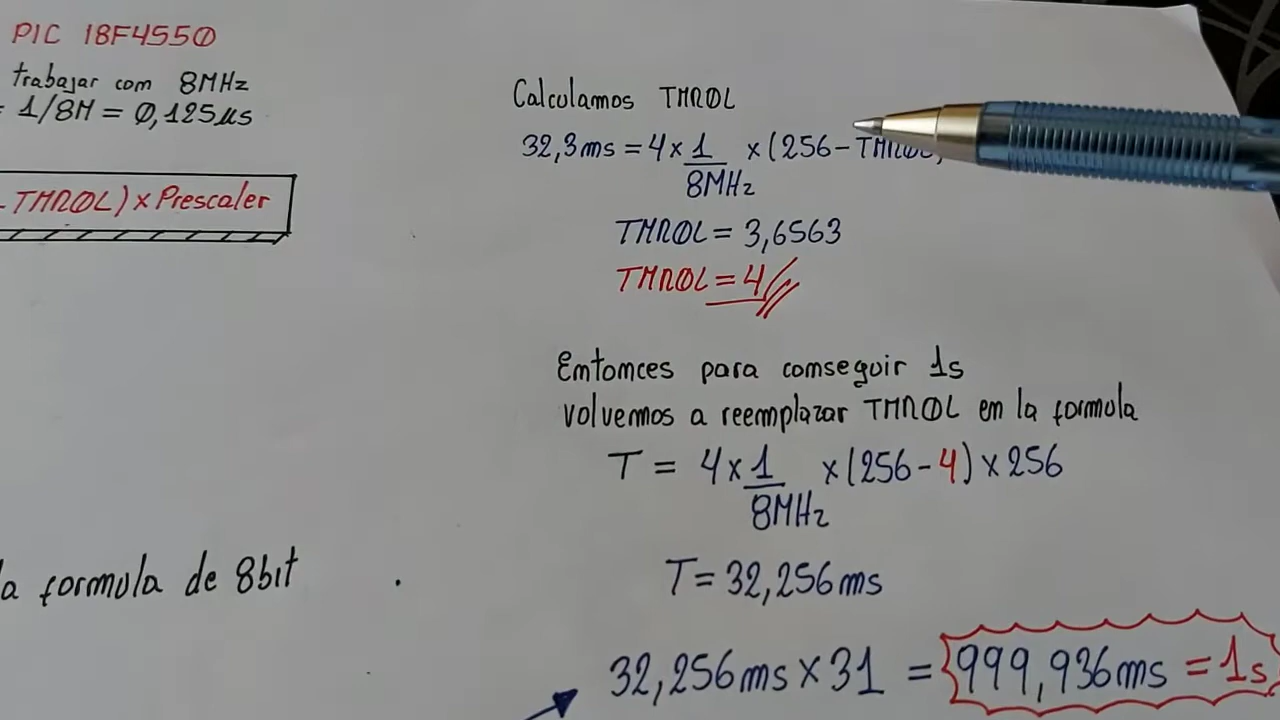 PIC 18F4550
trabajar com 8MHz
= 1/8M = 0,125µs
TMR0L) x Prescaler
la formula de 8bit
Calculamos TMR0L
32,3ms = 4 x 1/8MHz x (256 - TMR0L
TMR0L = 3,6563
TMR0L = 4//
Entonces para conseguir 1s
volvemos a reemplazar TMR0L en la formula
T = 4 x 1/8MHz x (256 - 4) x 256
T = 32,256ms
32,256ms x 31 = 999,936ms = 1s